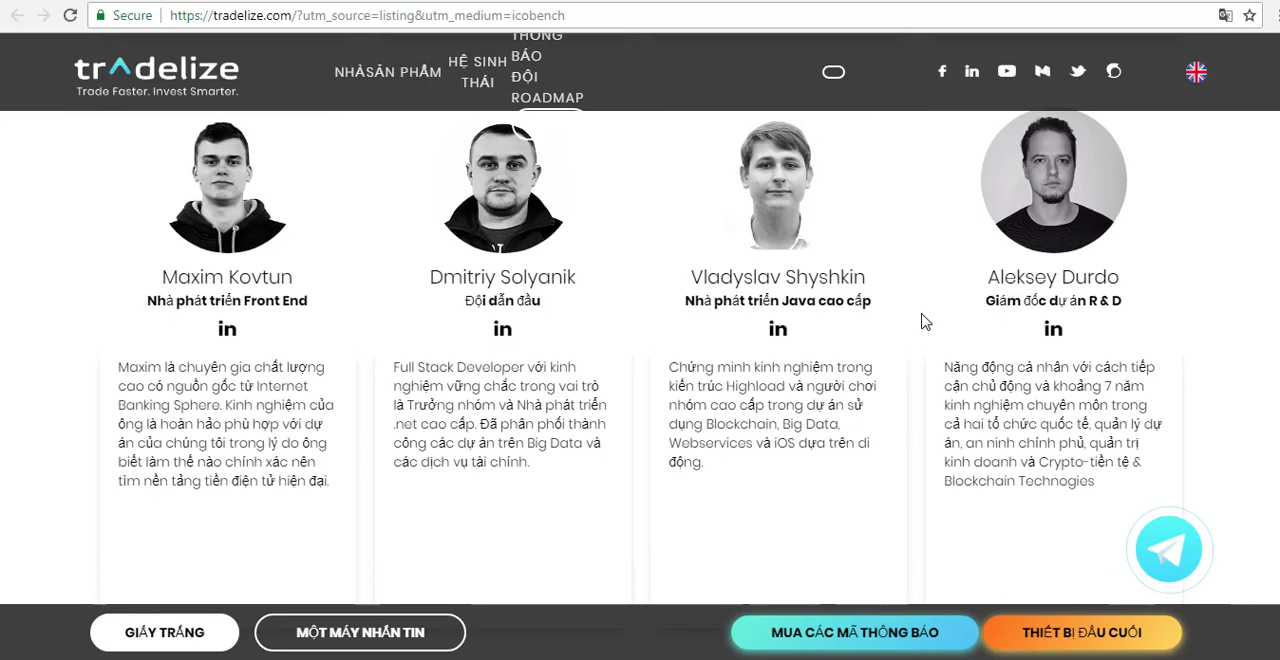 Secure
https://tradelize.com/?utm_source=listing&utm_medium=icobench
tradelize
Trade Faster. Invest Smarter.
NHÀSẢN PHẨM
HỆ SINH
THÁI
THÔNG
BÁO
ĐỘI
ROADMAP
Maxim Kovtun
Nhà phát triển Front End
in
Maxim là chuyên gia chất lượng
cao có nguồn gốc từ Internet
Banking Sphere. Kinh nghiệm của
ông là hoàn hảo phù hợp với dự
án của chúng tôi trong lý do ông
biết làm thế nào chính xác nên
tìm nền tảng tiền điện tử hiện đại.
Dmitriy Solyanik
Đội dẫn đầu
in
Full Stack Developer với kinh
nghiệm vững chắc trong vai trò
là Trưởng nhóm và Nhà phát triển
.net cao cấp. Đã phân phối thành
công các dự án trên Big Data và
các dịch vụ tài chính.
Vladyslav Shyshkin
Nhà phát triển Java cao cấp
in
Chứng minh kinh nghiệm trong
kiến trúc Highload và người chơi
nhóm cao cấp trong dự án sử
dụng Blockchain, Big Data,
Webservices và iOS dựa trên di
động.
Aleksey Durdo
Giám đốc dự án R & D
in
Năng động cá nhân với cách tiếp
cận chủ động và khoảng 7 năm
kinh nghiệm chuyên môn trong
cả hai tổ chức quốc tế, quản lý dự
án, an ninh chính phủ, quản trị
kinh doanh và Crypto-tiền tệ &
Blockchain Technogies
GIẤY TRẮNG
MỘT MÁY NHẮN TIN
MUA CÁC MÃ THÔNG BÁO
THIẾT BỊ ĐẦU CUỐI